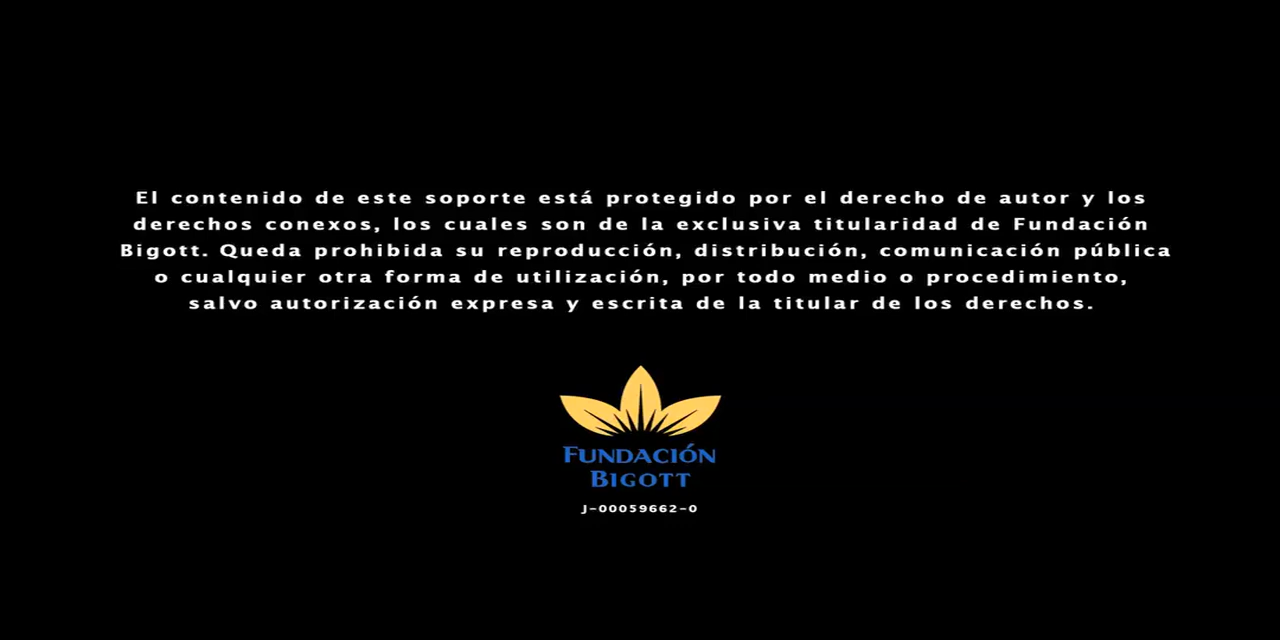 El contenido de este soporte está protegido por el derecho de autor y los
derechos conexos, los cuales son de la exclusiva titularidad de Fundación
Bigott. Queda prohibida su reproducción, distribución, comunicación pública
o cualquier otra forma de utilización, por todo medio o procedimiento,
salvo autorización expresa y escrita de la titular de los derechos.
FUNDACIÓN
BIGOTT
J-00059662-0